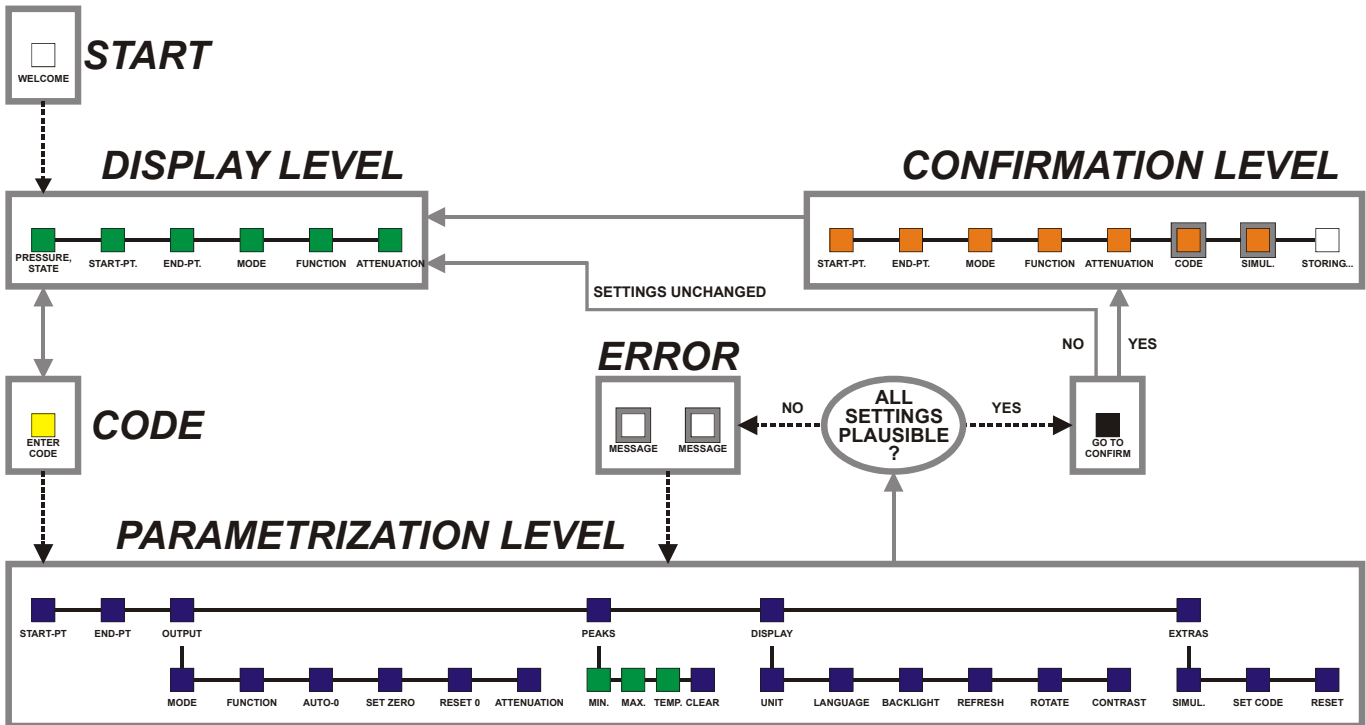 START
WELCOME
DISPLAY LEVEL
CONFIRMATION LEVEL
PRESSURE,
STATE
START-PT.
END-PT.
MODE
FUNCTION
ATTENUATION
START-PT.
END-PT.
MODE
FUNCTION
ATTENUATION
CODE
SIMUL.
STORING...
SETTINGS UNCHANGED
NO
YES
ERROR
CODE
ENTER
CODE
MESSAGE
MESSAGE
NO
ALL
SETTINGS
PLAUSIBLE
?
YES
GO TO
CONFIRM
PARAMETRIZATION LEVEL
START-PT
END-PT
OUTPUT
PEAKS
DISPLAY
EXTRAS
MODE
FUNCTION
AUTO-0
SET ZERO
RESET 0
ATTENUATION
MIN.
MAX.
TEMP.
CLEAR
UNIT
LANGUAGE
BACKLIGHT
REFRESH
ROTATE
CONTRAST
SIMUL.
SET CODE
RESET